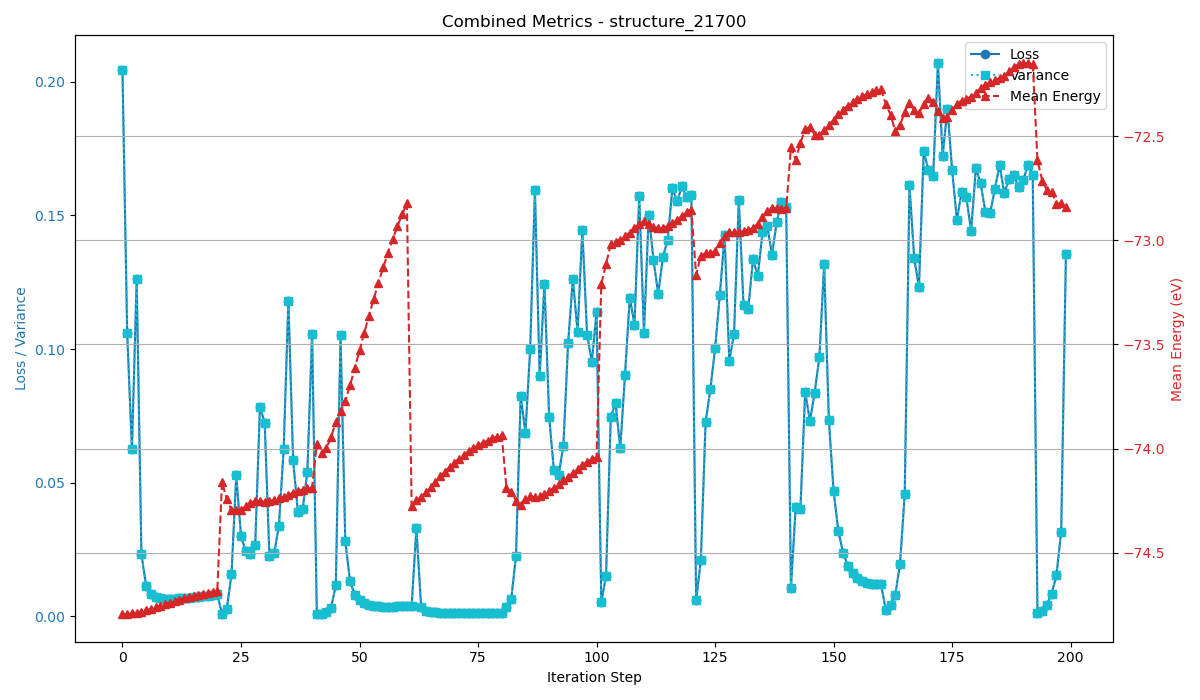 Combined Metrics - structure_21700
Loss
Variance
Mean Energy
0.20
0.15
0.10
0.05
0.00
Loss / Variance
−72.5
−73.0
−73.5
−74.0
−74.5
Mean Energy (eV)
0 25 50 75 100 125 150 175 200
Iteration Step